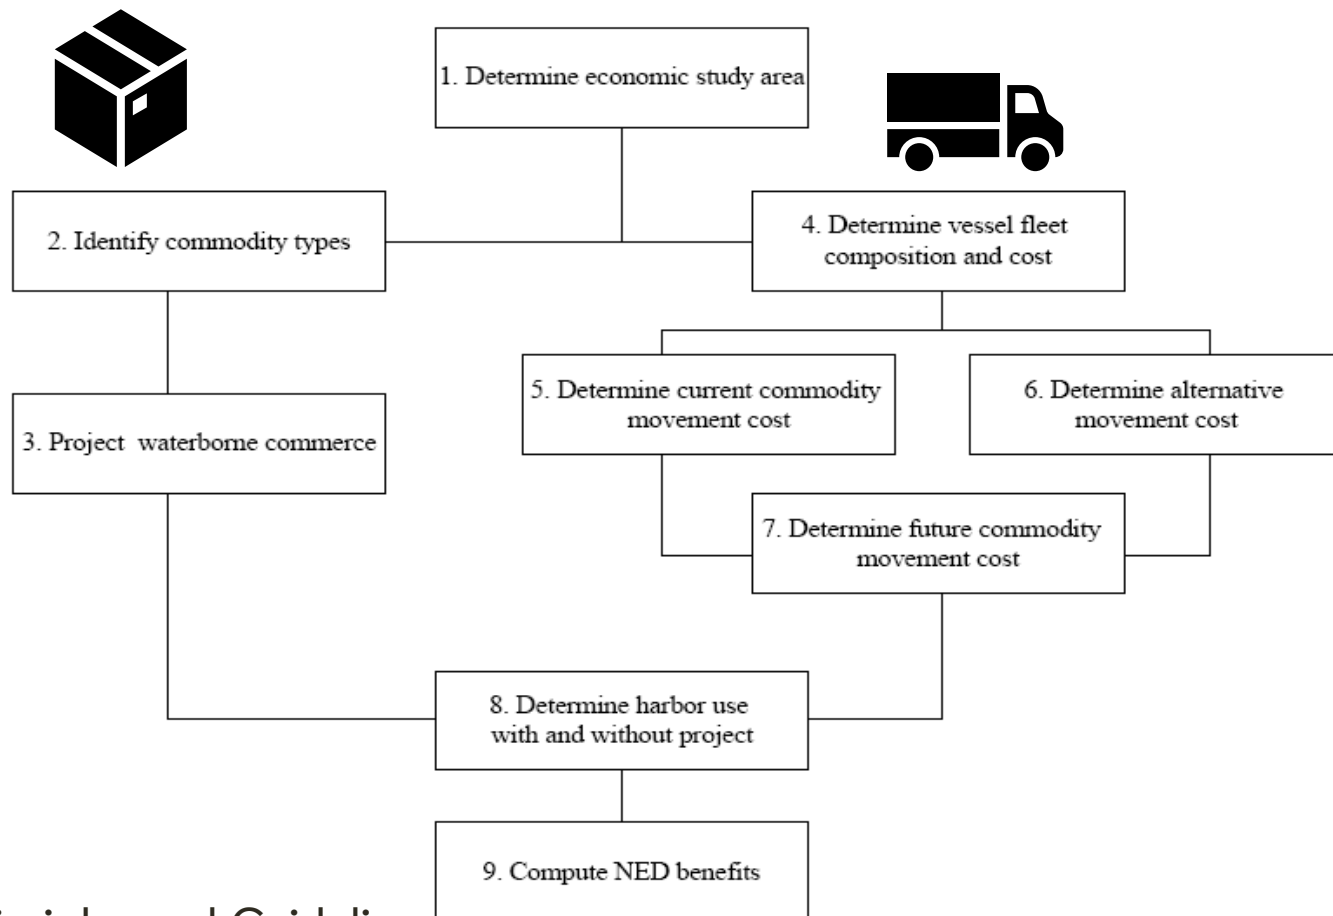 1. Determine economic study area
2. Identify commodity types
4. Determine vessel fleet
composition and cost
5. Determine current commodity
movement cost
6. Determine alternative
movement cost
3. Project waterborne commerce
7. Determine future commodity
movement cost
8. Determine harbor use
with and without project
9. Compute NED benefits